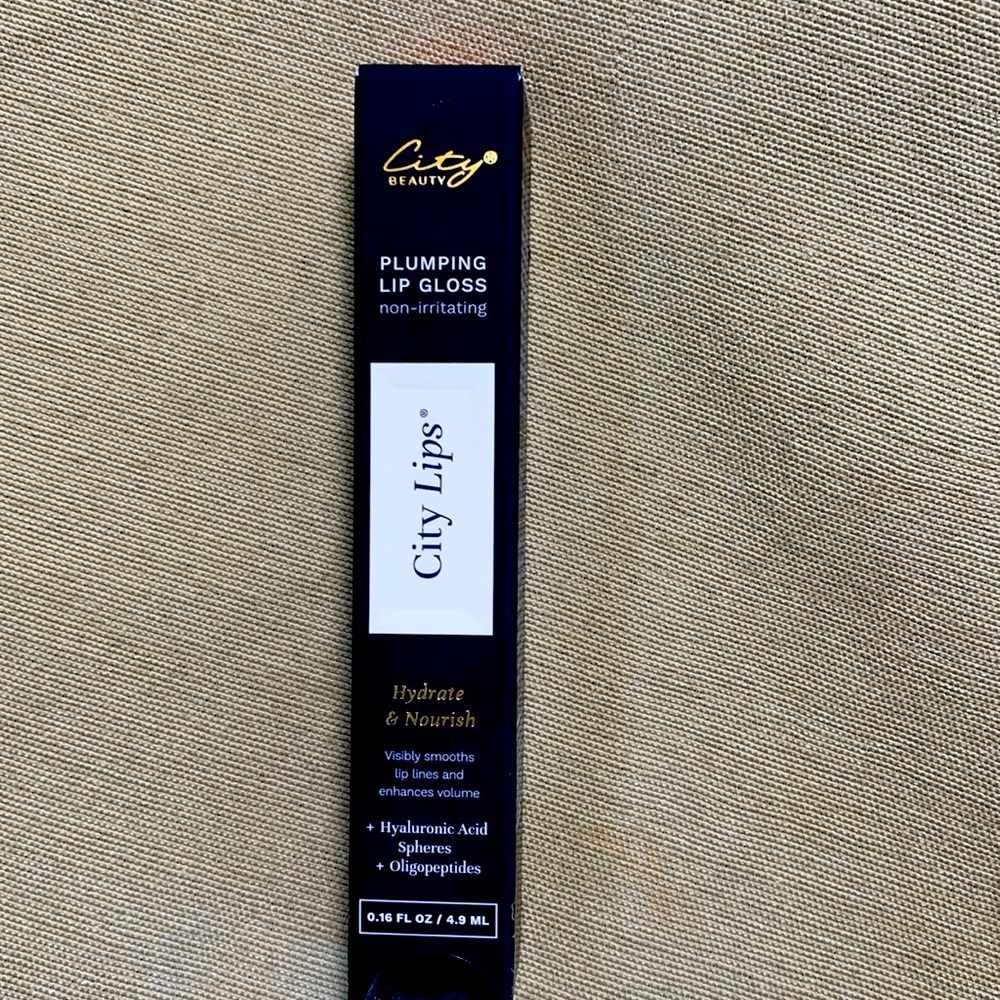 City®
BEAUTY
PLUMPING
LIP GLOSS
non-irritating
City Lips®
Hydrate
& Nourish
Visibly smooths
lip lines and
enhances volume
+ Hyaluronic Acid
Spheres
+ Oligopeptides
0.16 FL OZ / 4.9 ML